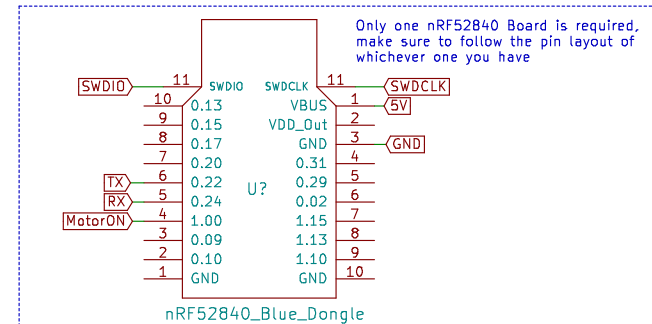 Only one nRF52840 Board is required,
make sure to follow the pin layout of
whichever one you have
SWDIO 11 SWDIO SWDCLK 11 SWDCLK
10 0.13 VBUS 1 5V
9 0.15 VDD_Out 2
8 0.17 GND 3 GND
7 0.20 0.31 4
TX 6 0.22 U? 0.29 5
RX 5 0.24 0.02 6
MotorON 4 1.00 1.15 7
3 0.09 1.13 8
2 0.10 1.10 9
1 GND GND 10
nRF52840_Blue_Dongle